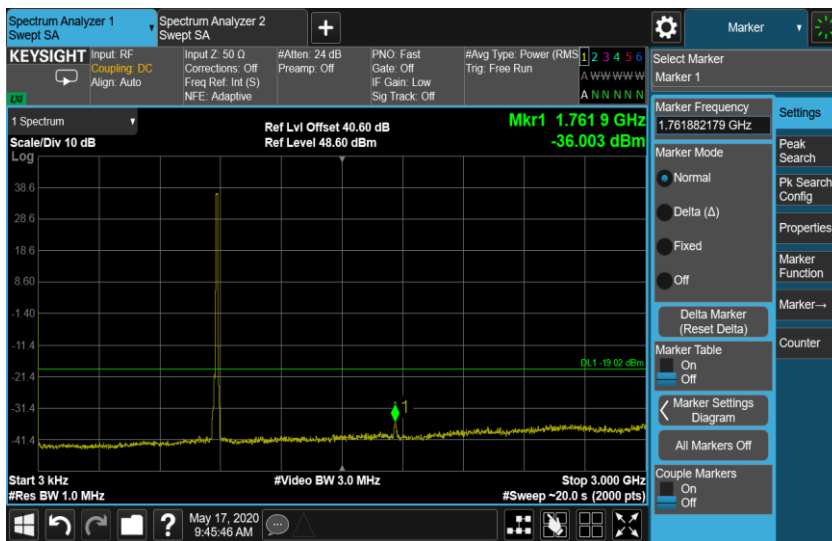 Spectrum Analyzer 1
Swept SA
Spectrum Analyzer 2
Swept SA
+
Marker
KEYSIGHT
LXI
Input: RF
Coupling: DC
Align: Auto
Input Z: 50 Ω
Corrections: Off
Freq Ref: Int (S)
NFE: Adaptive
#Atten: 24 dB
Preamp: Off
PNO: Fast
Gate: Off
IF Gain: Low
Sig Track: Off
#Avg Type: Power (RMS
Trig: Free Run
1 2 3 4 5 6
A W W W W W
A N N N N N
Select Marker
Marker 1
1 Spectrum
Scale/Div 10 dB
Log
Ref Lvl Offset 40.60 dB
Ref Level 48.60 dBm
Mkr1 1.761 9 GHz
-36.003 dBm
38.6
18.6
8.60
-1.40
-11.4
-21.4
-31.4
-41.4
DL1 -19.02 dBm
1
Start 3 kHz
#Res BW 1.0 MHz
#Video BW 3.0 MHz
Stop 3.000 GHz
#Sweep ~20.0 s (2000 pts)
Marker Frequency
1.761882179 GHz
Marker Mode
Normal
Delta (Δ)
Fixed
Off
Delta Marker
(Reset Delta)
Marker Table
On
Off
Marker Settings
Diagram
All Markers Off
Couple Markers
On
Off
Settings
Peak
Search
Pk Search
Config
Properties
Marker
Function
Marker→
Counter
?
May 17, 2020
9:45:46 AM